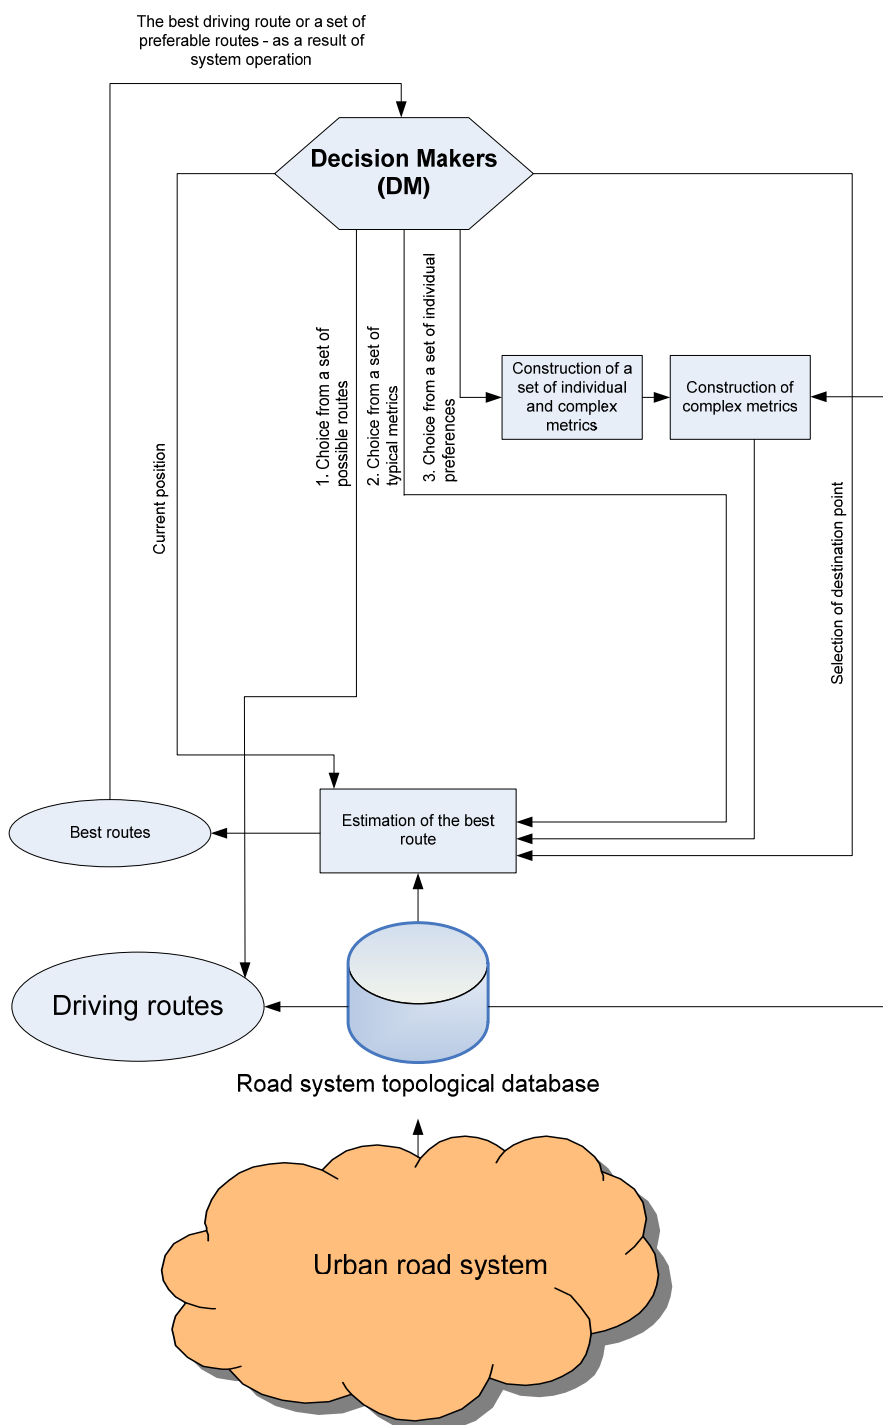 The best driving route or a set of
preferable routes - as a result of
system operation
Decision Makers
(DM)
1. Choice from a set of
possible routes
2. Choice from a set of
typical metrics
3. Choice from a set of individual
preferences
Construction of a
set of individual
and complex
metrics
Construction of
complex metrics
Current position
Selection of destination point
Estimation of the best
route
Best routes
Driving routes
Road system topological database
Urban road system